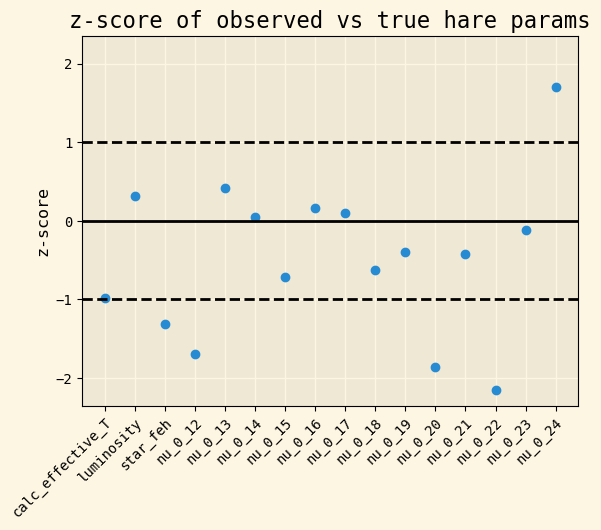 z-score of observed vs true hare params
z-score
2
1
0
−1
−2
calc_effective_T
luminosity
star_feh
nu_0_12
nu_0_13
nu_0_14
nu_0_15
nu_0_16
nu_0_17
nu_0_18
nu_0_19
nu_0_20
nu_0_21
nu_0_22
nu_0_23
nu_0_24